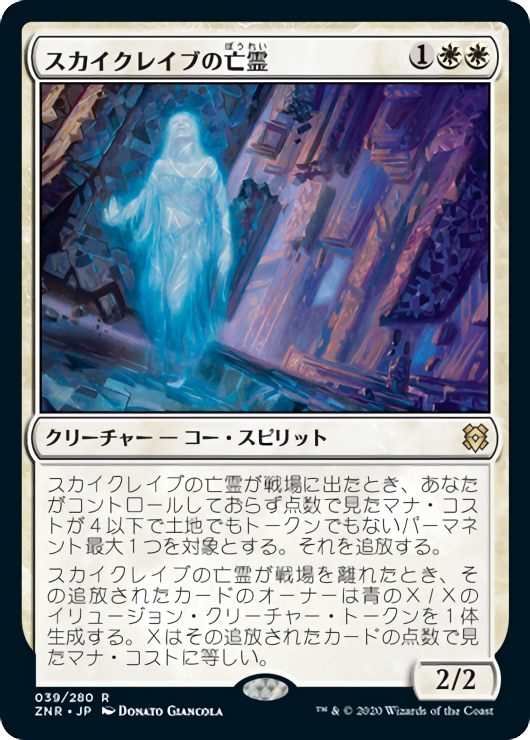 スカイクレイブの亡霊
ぼうれい
1
クリーチャー — コー・スピリット
スカイクレイブの亡霊が戦場に出たとき、あなた
がコントロールしておらず点数で見たマナ・コス
トが４以下で土地でもトークンでもないパーマネ
ント最大１つを対象とする。それを追放する。
スカイクレイブの亡霊が戦場を離れたとき、そ
の追放されたカードのオーナーは青のＸ/Ｘの
イリュージョン・クリーチャー・トークンを１体
生成する。Ｘはその追放されたカードの点数で見
たマナ・コストに等しい。
2/2
039/280 R
ZNR • JP Donato Giancola
™ & © 2020 Wizards of the Coast